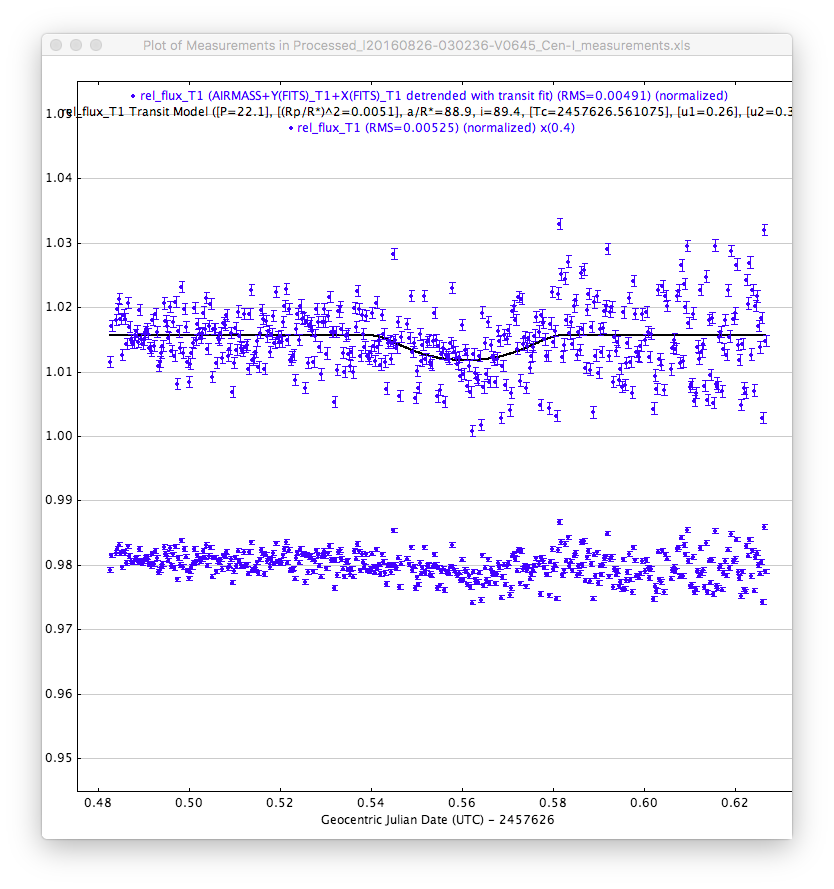 Plot of Measurements in Processed_I20160826-030236-V0645_Cen-I_measurements.xls
rel_flux_T1 (AIRMASS+Y(FITS)_T1+X(FITS)_T1 detrended with transit fit) (RMS=0.00491) (normalized)
rel_flux_T1 Transit Model ([P=22.1], [(Rp/R*)^2=0.0051], a/R*=88.9, i=89.4, [Tc=2457626.561075], [u1=0.26], [u2=0.3
rel_flux_T1 (RMS=0.00525) (normalized) x(0.4)
1.05
1.04
1.03
1.02
1.01
1.00
0.99
0.98
0.97
0.96
0.95
0.48 0.50 0.52 0.54 0.56 0.58 0.60 0.62
Geocentric Julian Date (UTC) - 2457626